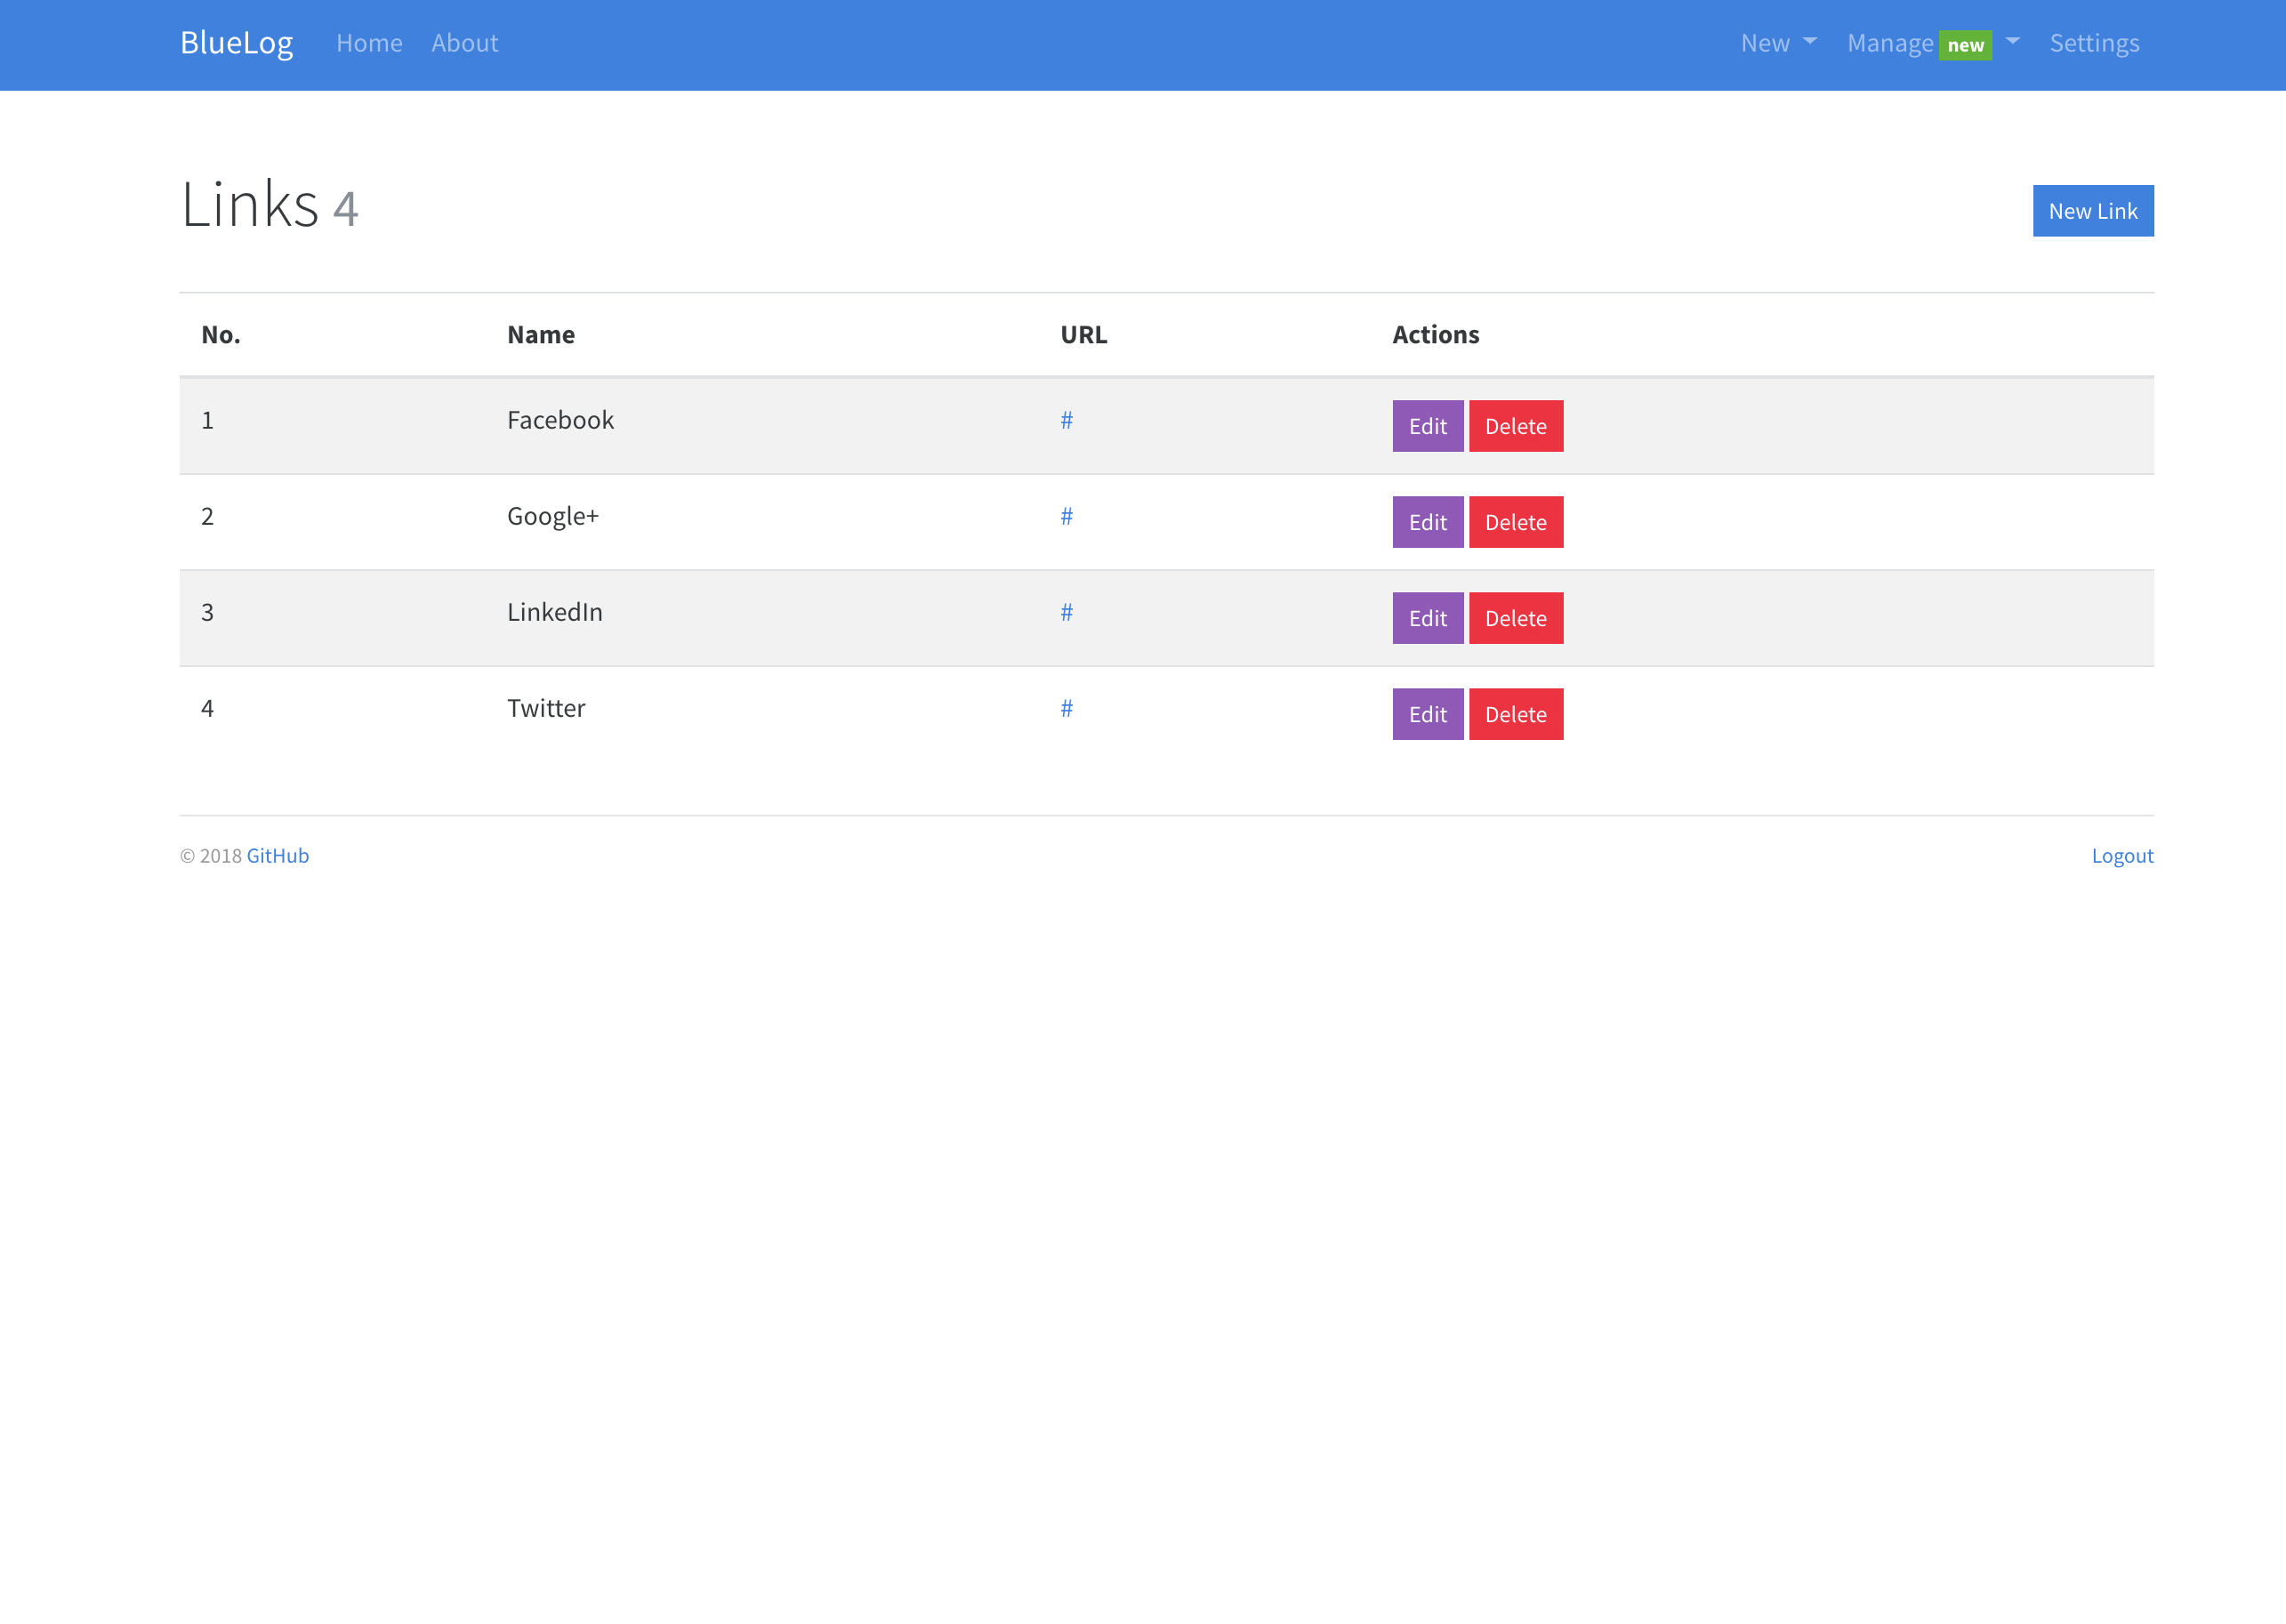 BlueLog Home About New Manage new Settings
Links 4
New Link
No. Name URL Actions
1 Facebook # Edit Delete
2 Google+ # Edit Delete
3 LinkedIn # Edit Delete
4 Twitter # Edit Delete
© 2018 GitHub Logout